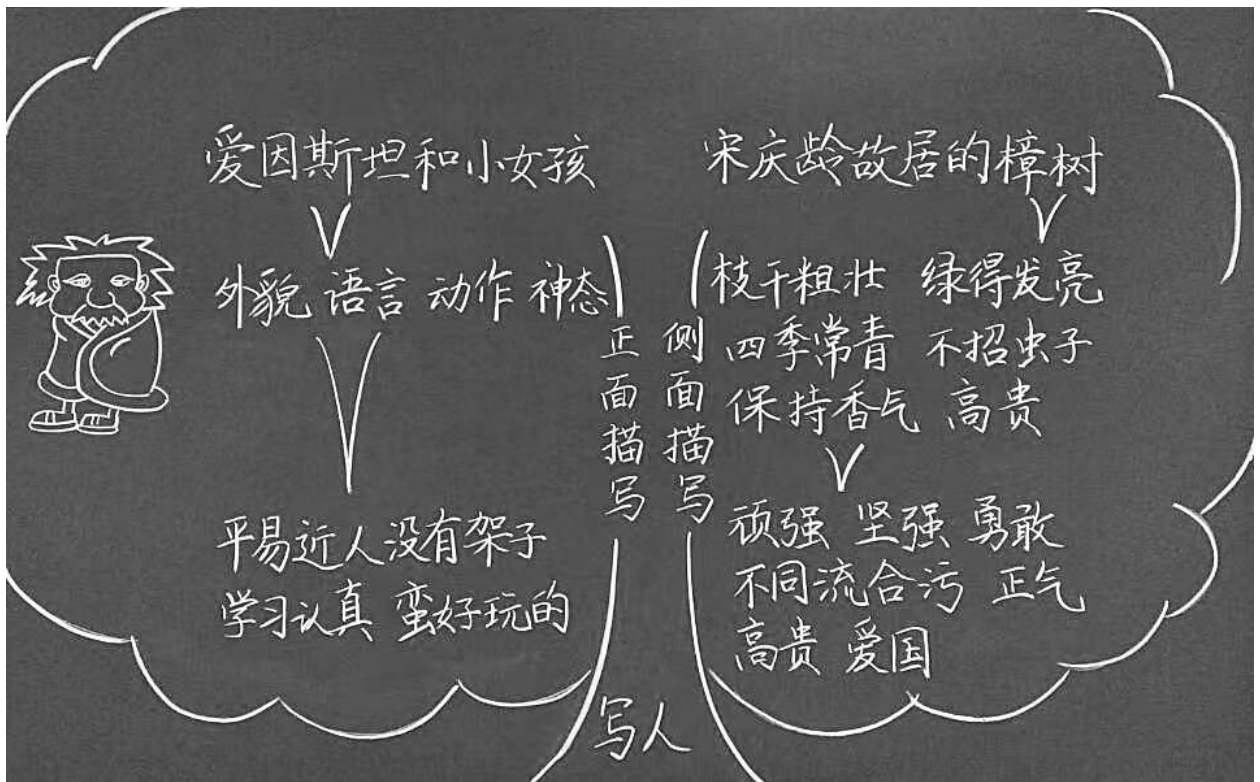 爱因斯坦和小女孩
外貌 语言 动作 神态
平易近人没有架子
学习认真 蛮好玩的
正面描写
侧面描写
宋庆龄故居的樟树
枝干粗壮 绿得发亮
四季常青 不招虫子
保持香气 高贵
顽强 坚强 勇敢
不同流合污 正气
高贵 爱国
写人